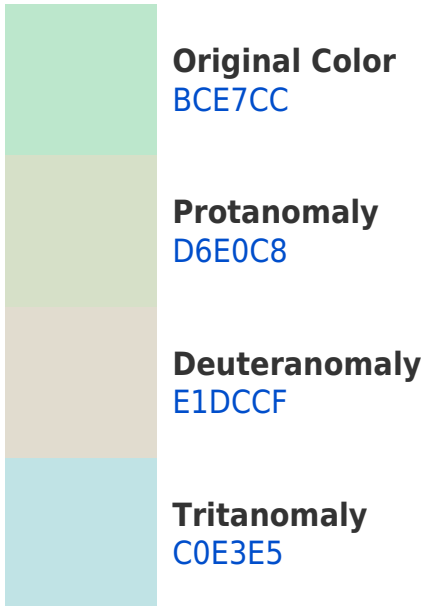 Original Color
BCE7CC
Protanomaly
D6E0C8
Deuteranomaly
E1DCCF
Tritanomaly
C0E3E5